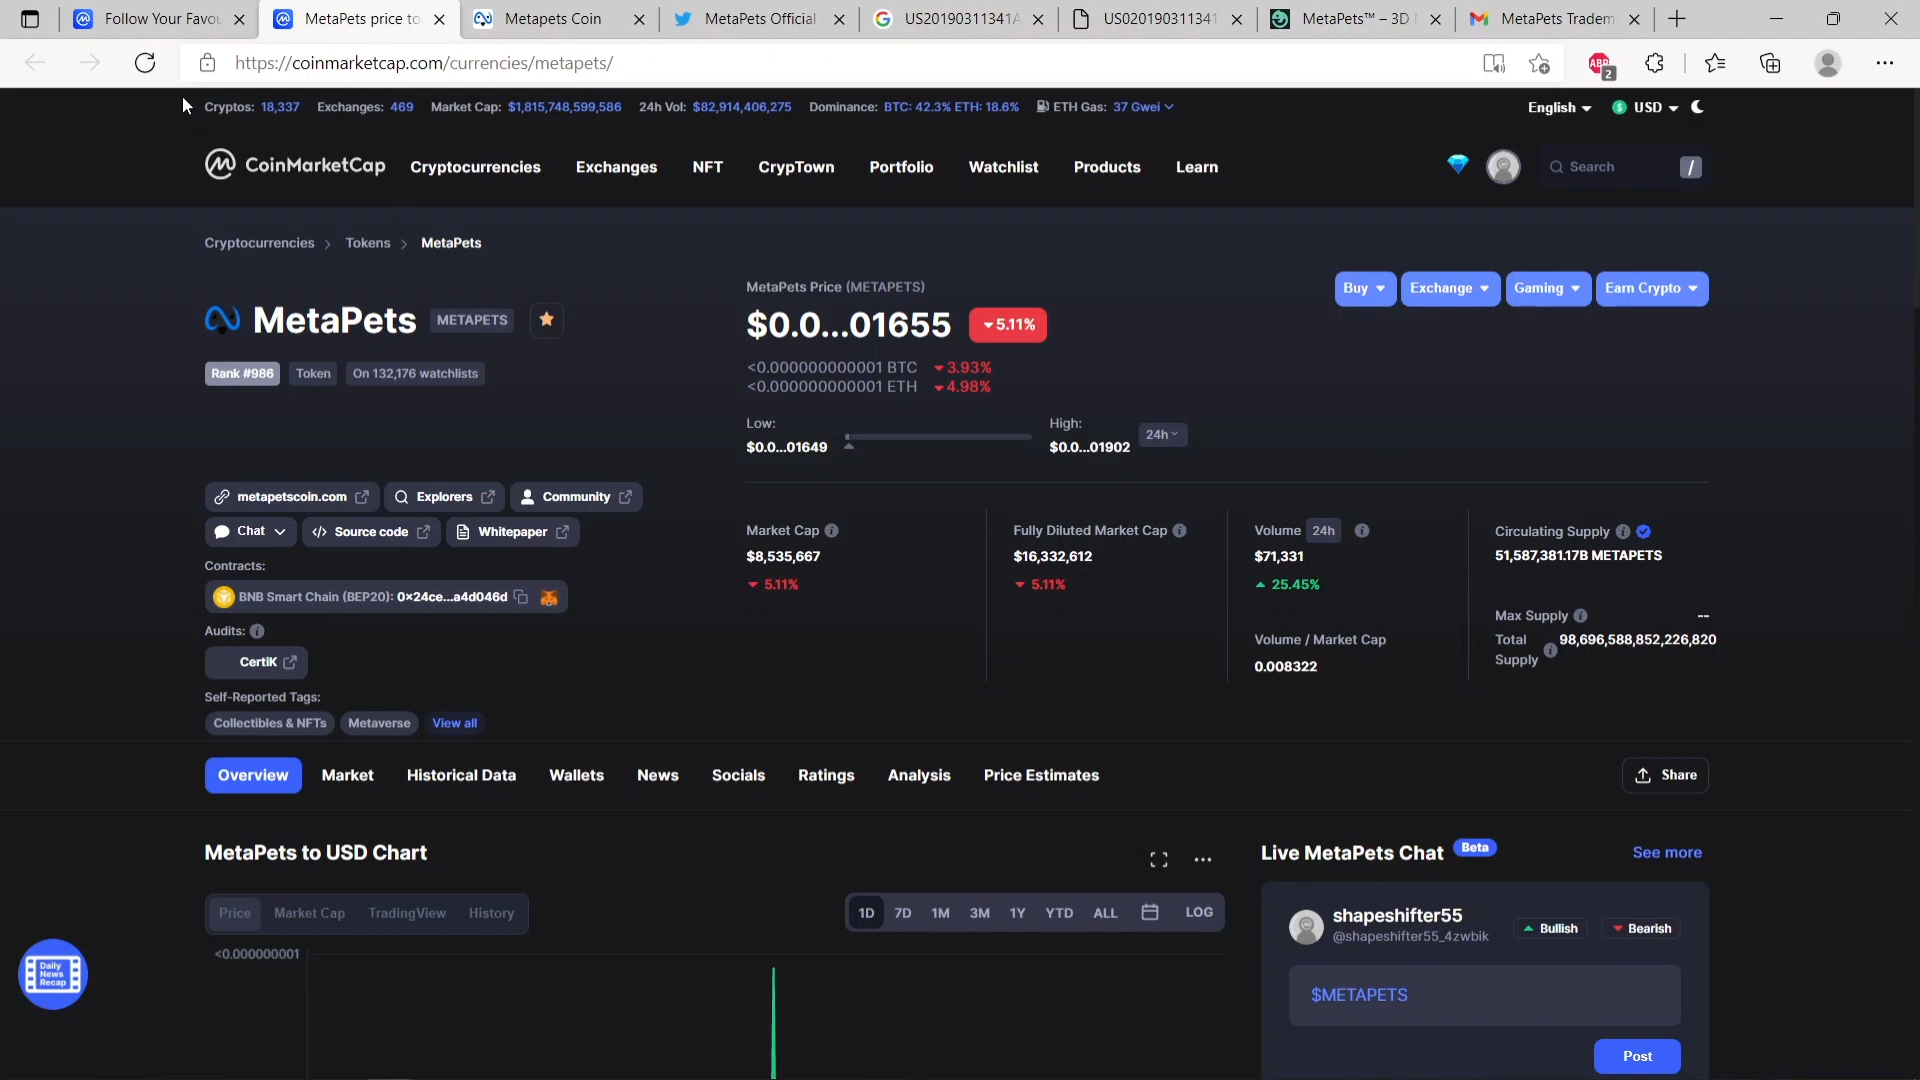 Follow Your Favou
MetaPets price to
Metapets Coin
MetaPets Official
US20190311341A
US020190311341
MetaPets™ – 3D
MetaPets Tradem
https://coinmarketcap.com/currencies/metapets/
ABP
2
Cryptos: 18,337 Exchanges: 469 Market Cap: $1,815,748,599,586 24h Vol: $82,914,406,275 Dominance: BTC: 42.3% ETH: 18.6% ETH Gas: 37 Gwei
English USD
CoinMarketCap Cryptocurrencies Exchanges NFT CrypTown Portfolio Watchlist Products Learn
Search /
Cryptocurrencies > Tokens > MetaPets
MetaPets METAPETS
Rank #986 Token On 132,176 watchlists
MetaPets Price (METAPETS)
$0.0...01655 5.11%
<0.000000000001 BTC 3.93%
<0.000000000001 ETH 4.98%
Low:
$0.0...01649
High:
$0.0...01902
24h
Buy Exchange Gaming Earn Crypto
metapetscoin.com Explorers Community
Chat Source code Whitepaper
Contracts:
BNB Smart Chain (BEP20): 0x24ce...a4d046d
Audits:
CertiK
Self-Reported Tags:
Collectibles & NFTs Metaverse View all
Market Cap
$8,535,667
5.11%
Fully Diluted Market Cap
$16,332,612
5.11%
Volume 24h
$71,331
25.45%
Volume / Market Cap
0.008322
Circulating Supply
51,587,381.17B METAPETS
Max Supply --
Total Supply 98,696,588,852,226,820
Overview Market Historical Data Wallets News Socials Ratings Analysis Price Estimates
Share
MetaPets to USD Chart
Price Market Cap TradingView History
1D 7D 1M 3M 1Y YTD ALL LOG
<0.000000001
Daily
News
Recap
Live MetaPets Chat Beta
See more
shapeshifter55
@shapeshifter55_4zwbik
Bullish Bearish
$METAPETS
Post